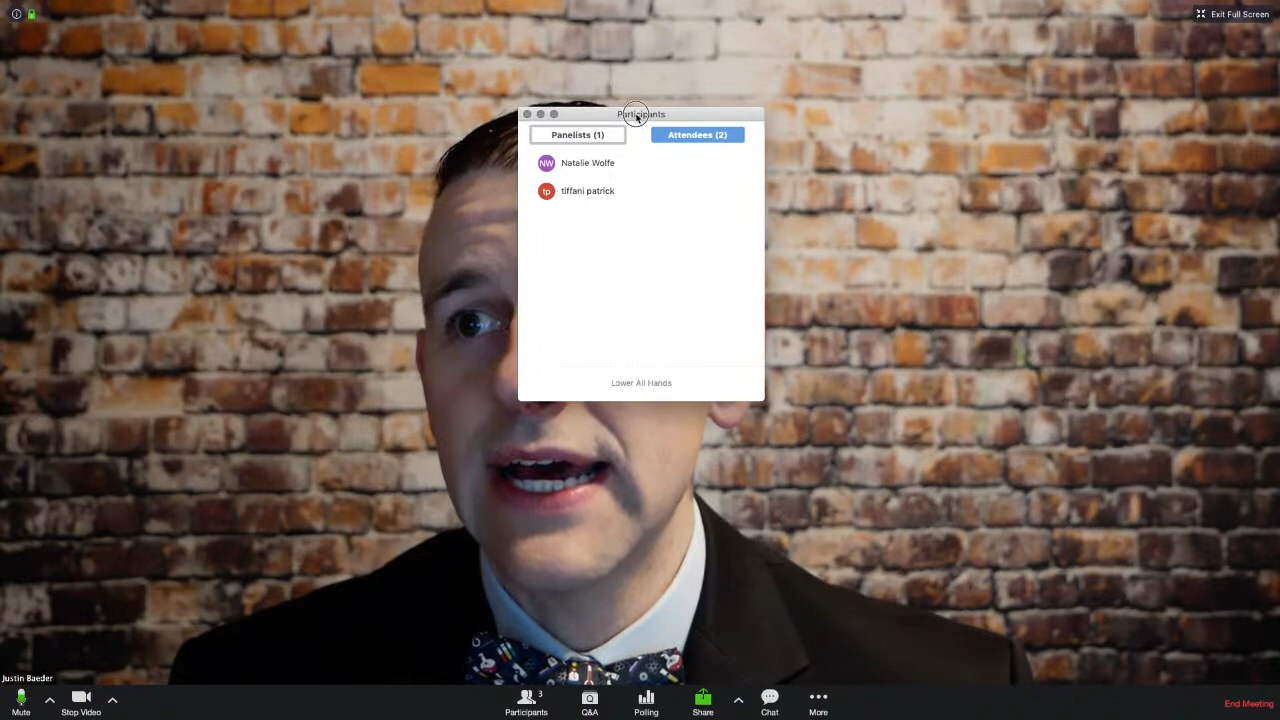 Exit Full Screen
Participants
Panelists (1)
Attendees (2)
NW Natalie Wolfe
tp tiffani patrick
Lower All Hands
Justin Baeder
Mute
Stop Video
Participants 3
Q
Q&A
Polling
Share
Chat
More
End Meeting